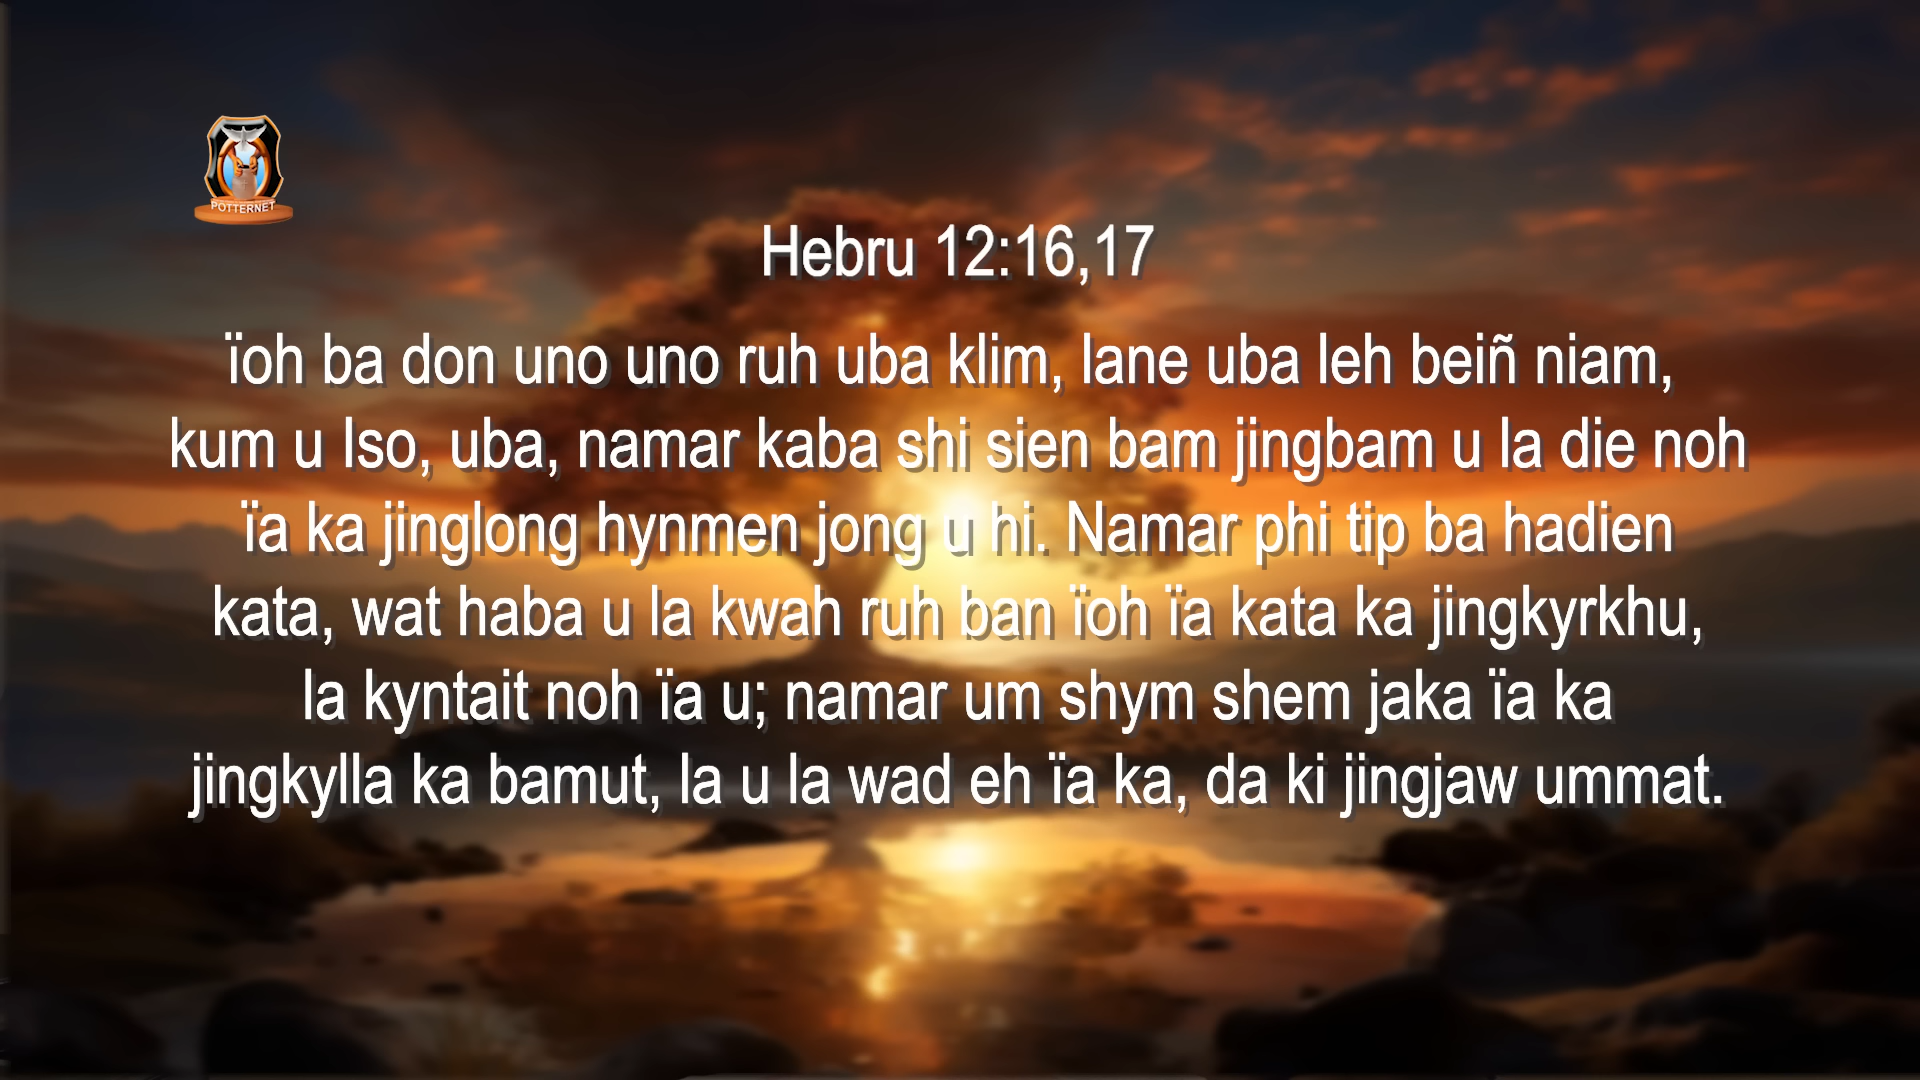 POTTERNET
Hebru 12:16,17
ïoh ba don uno uno ruh uba klim, lane uba leh beiñ niam,
kum u Iso, uba, namar kaba shi sien bam jingbam u la die noh
ïa ka jinglong hynmen jong u hi. Namar phi tip ba hadien
kata, wat haba u la kwah ruh ban ïoh ïa kata ka jingkyrkhu,
la kyntait noh ïa u; namar um shym shem jaka ïa ka
jingkylla ka bamut, la u la wad eh ïa ka, da ki jingjaw ummat.